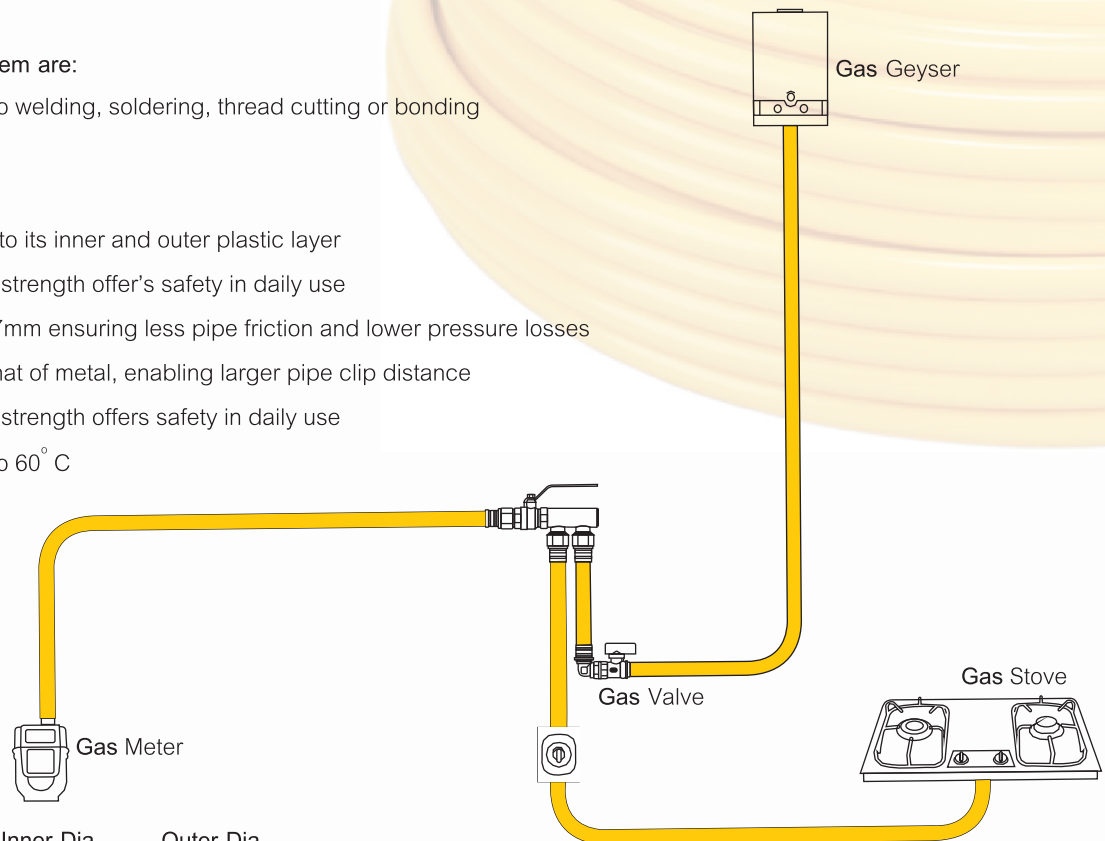 em are:
Gas Geyser
o welding, soldering, thread cutting or bonding
to its inner and outer plastic layer
strength offer's safety in daily use
7mm ensuring less pipe friction and lower pressure losses
hat of metal, enabling larger pipe clip distance
strength offers safety in daily use
o 60° C
Gas Stove
Gas Valve
Gas Meter
Inner Dia Outer Dia